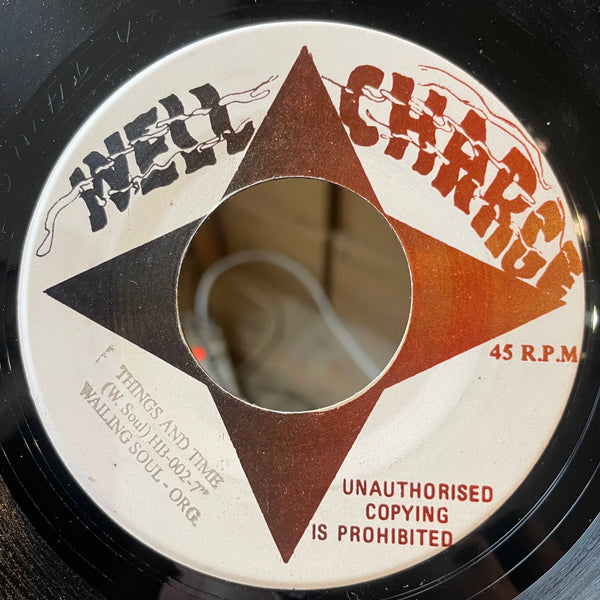 WELL CHARGE
45 R.P.M
THINGS AND TIME
(W. Soul) HB-002-7"
WAILING SOUL - ORG.
UNAUTHORISED
COPYING
IS PROHIBITED